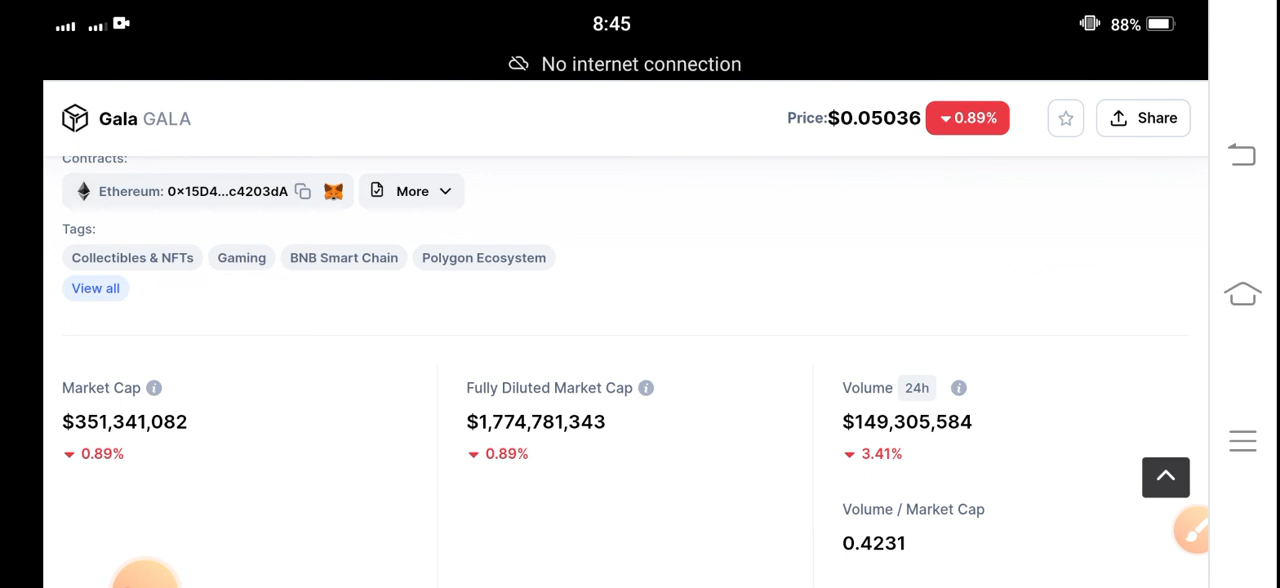 8:45
88%
No internet connection
Gala GALA
Price:$0.05036 0.89%
Share
Contracts:
Ethereum: 0x15D4...c4203dA
More
Tags:
Collectibles & NFTs
Gaming
BNB Smart Chain
Polygon Ecosystem
View all
Market Cap
$351,341,082
0.89%
Fully Diluted Market Cap
$1,774,781,343
0.89%
Volume 24h
$149,305,584
3.41%
Volume / Market Cap
0.4231